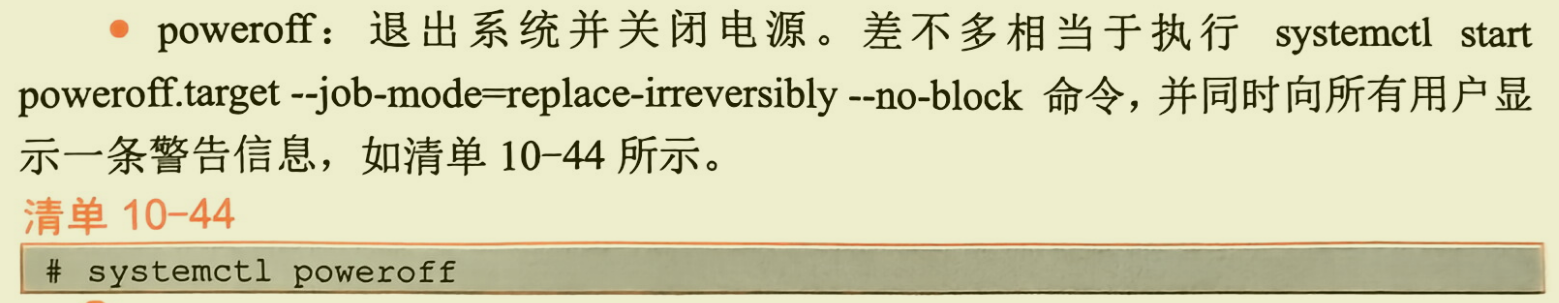 ● poweroff：退出系统并关闭电源。差不多相当于执行 systemctl start
poweroff.target --job-mode=replace-irreversibly --no-block 命令，并同时向所有用户显
示一条警告信息，如清单 10-44 所示。
清单 10-44
# systemctl poweroff